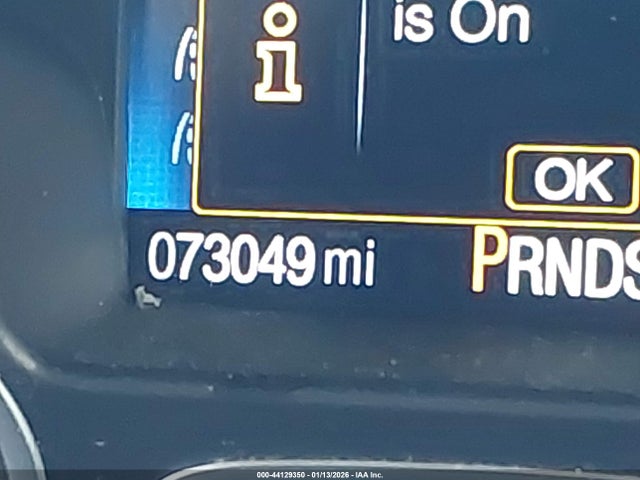 is On
OK
073049 mi
PRNDS
000-44129350 - 01/13/2026 - IAA Inc.